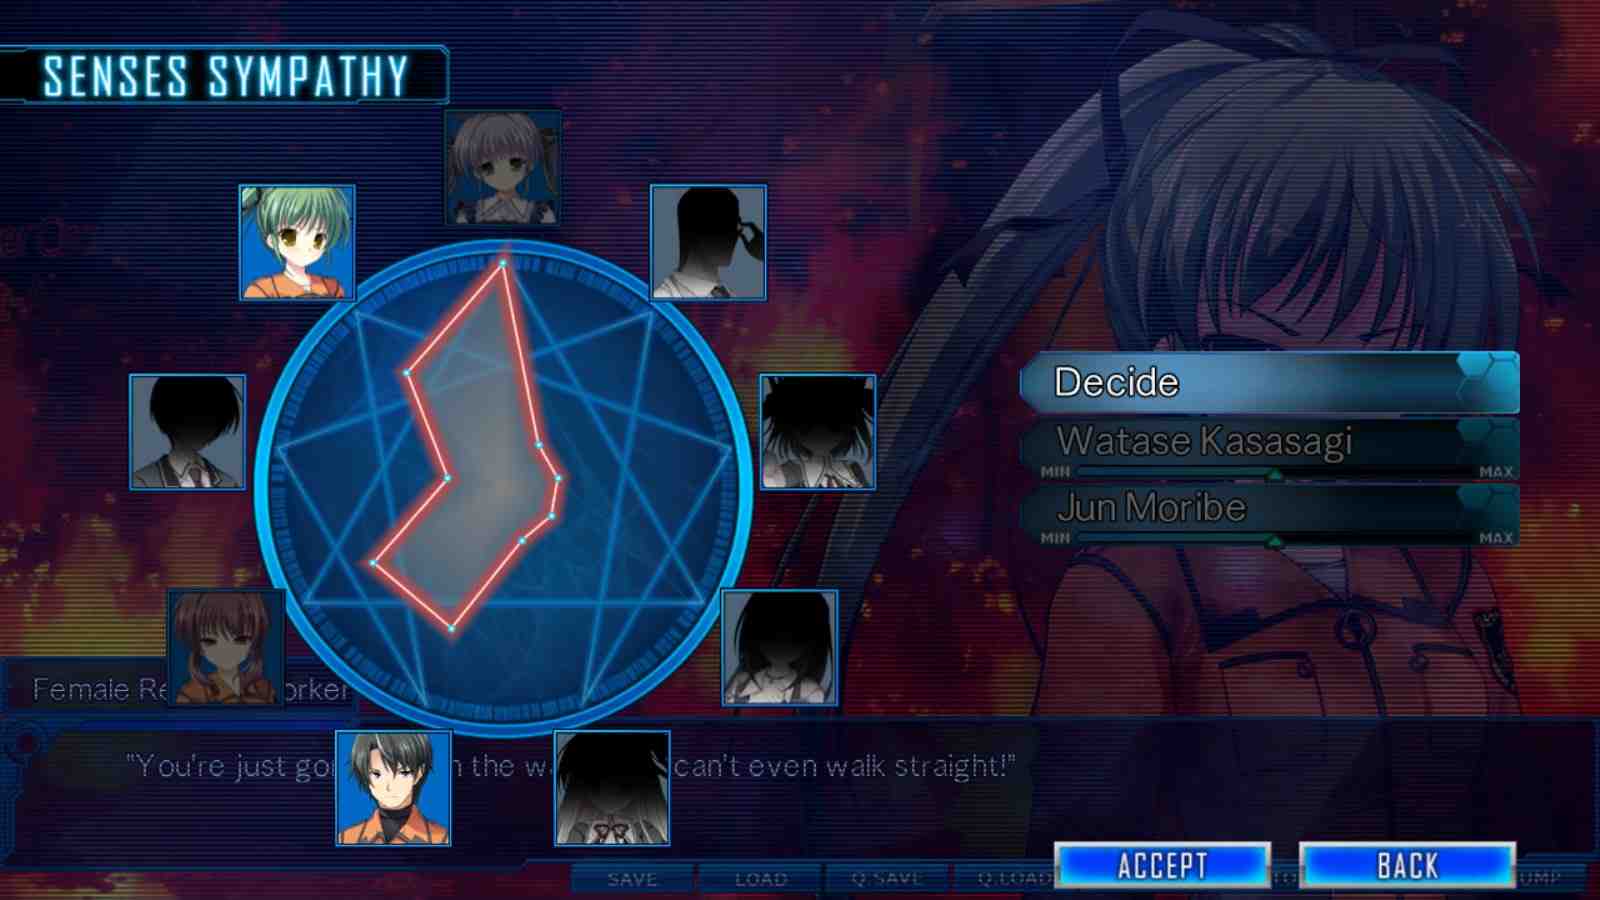 SENSES SYMPATHY
Decide
Watase Kasasagi
MIN MAX
Jun Moribe
MIN MAX
Female Re orker
"You're just go the w can't even walk straight!"
SAVE LOAD Q.SAVE Q.LOAD
ACCEPT BACK